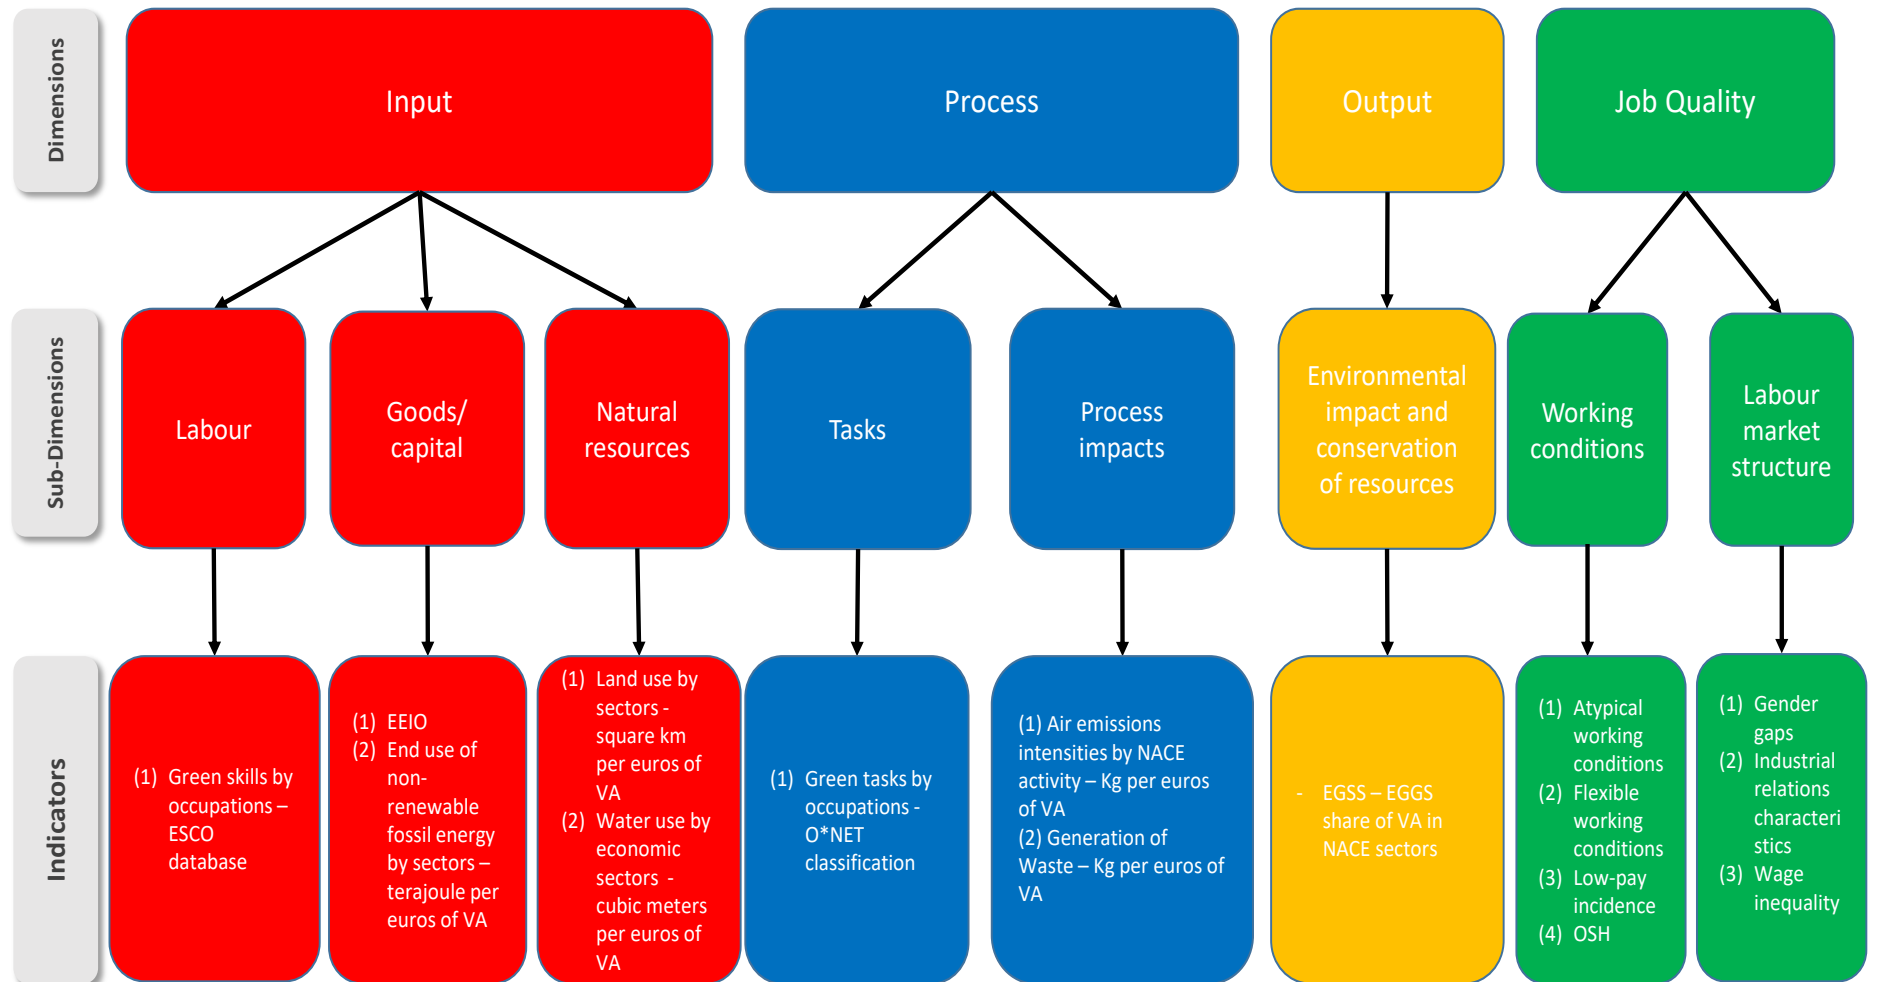 Dimensions
Input
Process
Output
Job Quality
Sub-Dimensions
Labour
Goods/
capital
Natural
resources
Tasks
Process
impacts
Environmental
impact and
conservation
of resources
Working
conditions
Labour
market
structure
Indicators
(1) Green skills by
occupations –
ESCO
database
(1) EEIO
(2) End use of
non-
renewable
fossil energy
by sectors –
terajoule per
euros of VA
(1) Land use by
sectors -
square km
per euros of
VA
(2) Water use by
economic
sectors -
cubic meters
per euros of
VA
(1) Green tasks by
occupations -
O*NET
classification
(1) Air emissions
intensities by NACE
activity – Kg per euros
of VA
(2) Generation of
Waste – Kg per euros of
VA
- EGSS – EGGS
share of VA in
NACE sectors
(1) Atypical
working
conditions
(2) Flexible
working
conditions
(3) Low-pay
incidence
(4) OSH
(1) Gender
gaps
(2) Industrial
relations
characteri
stics
(3) Wage
inequality